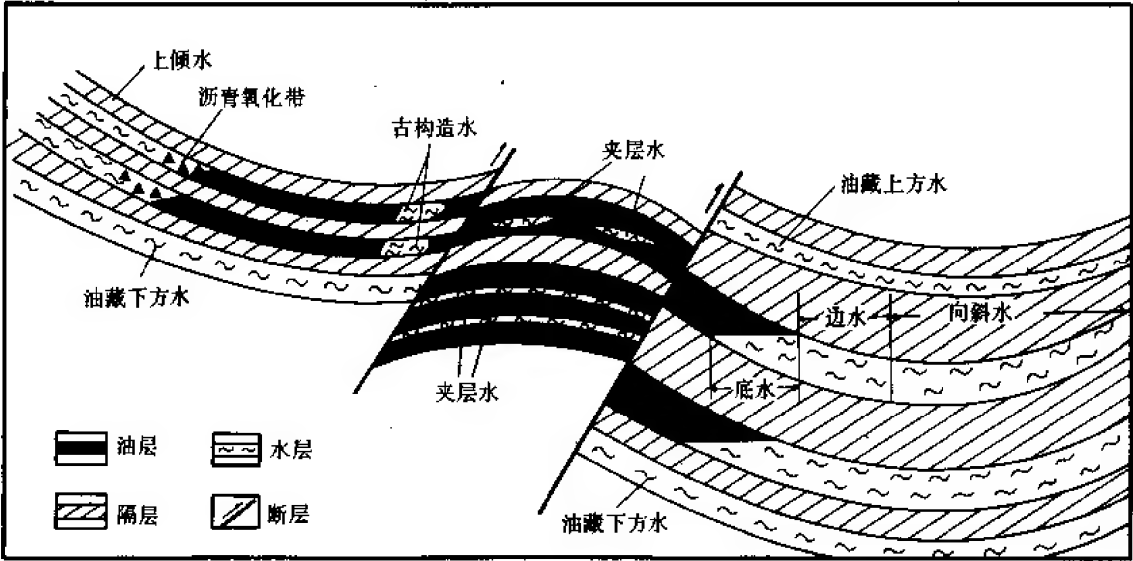 上倾水
沥青氧化带
古构造水
夹层水
油藏上方水
油藏下方水
边水
向斜水
底水
夹层水
油层
水层
隔层
断层
油藏下方水